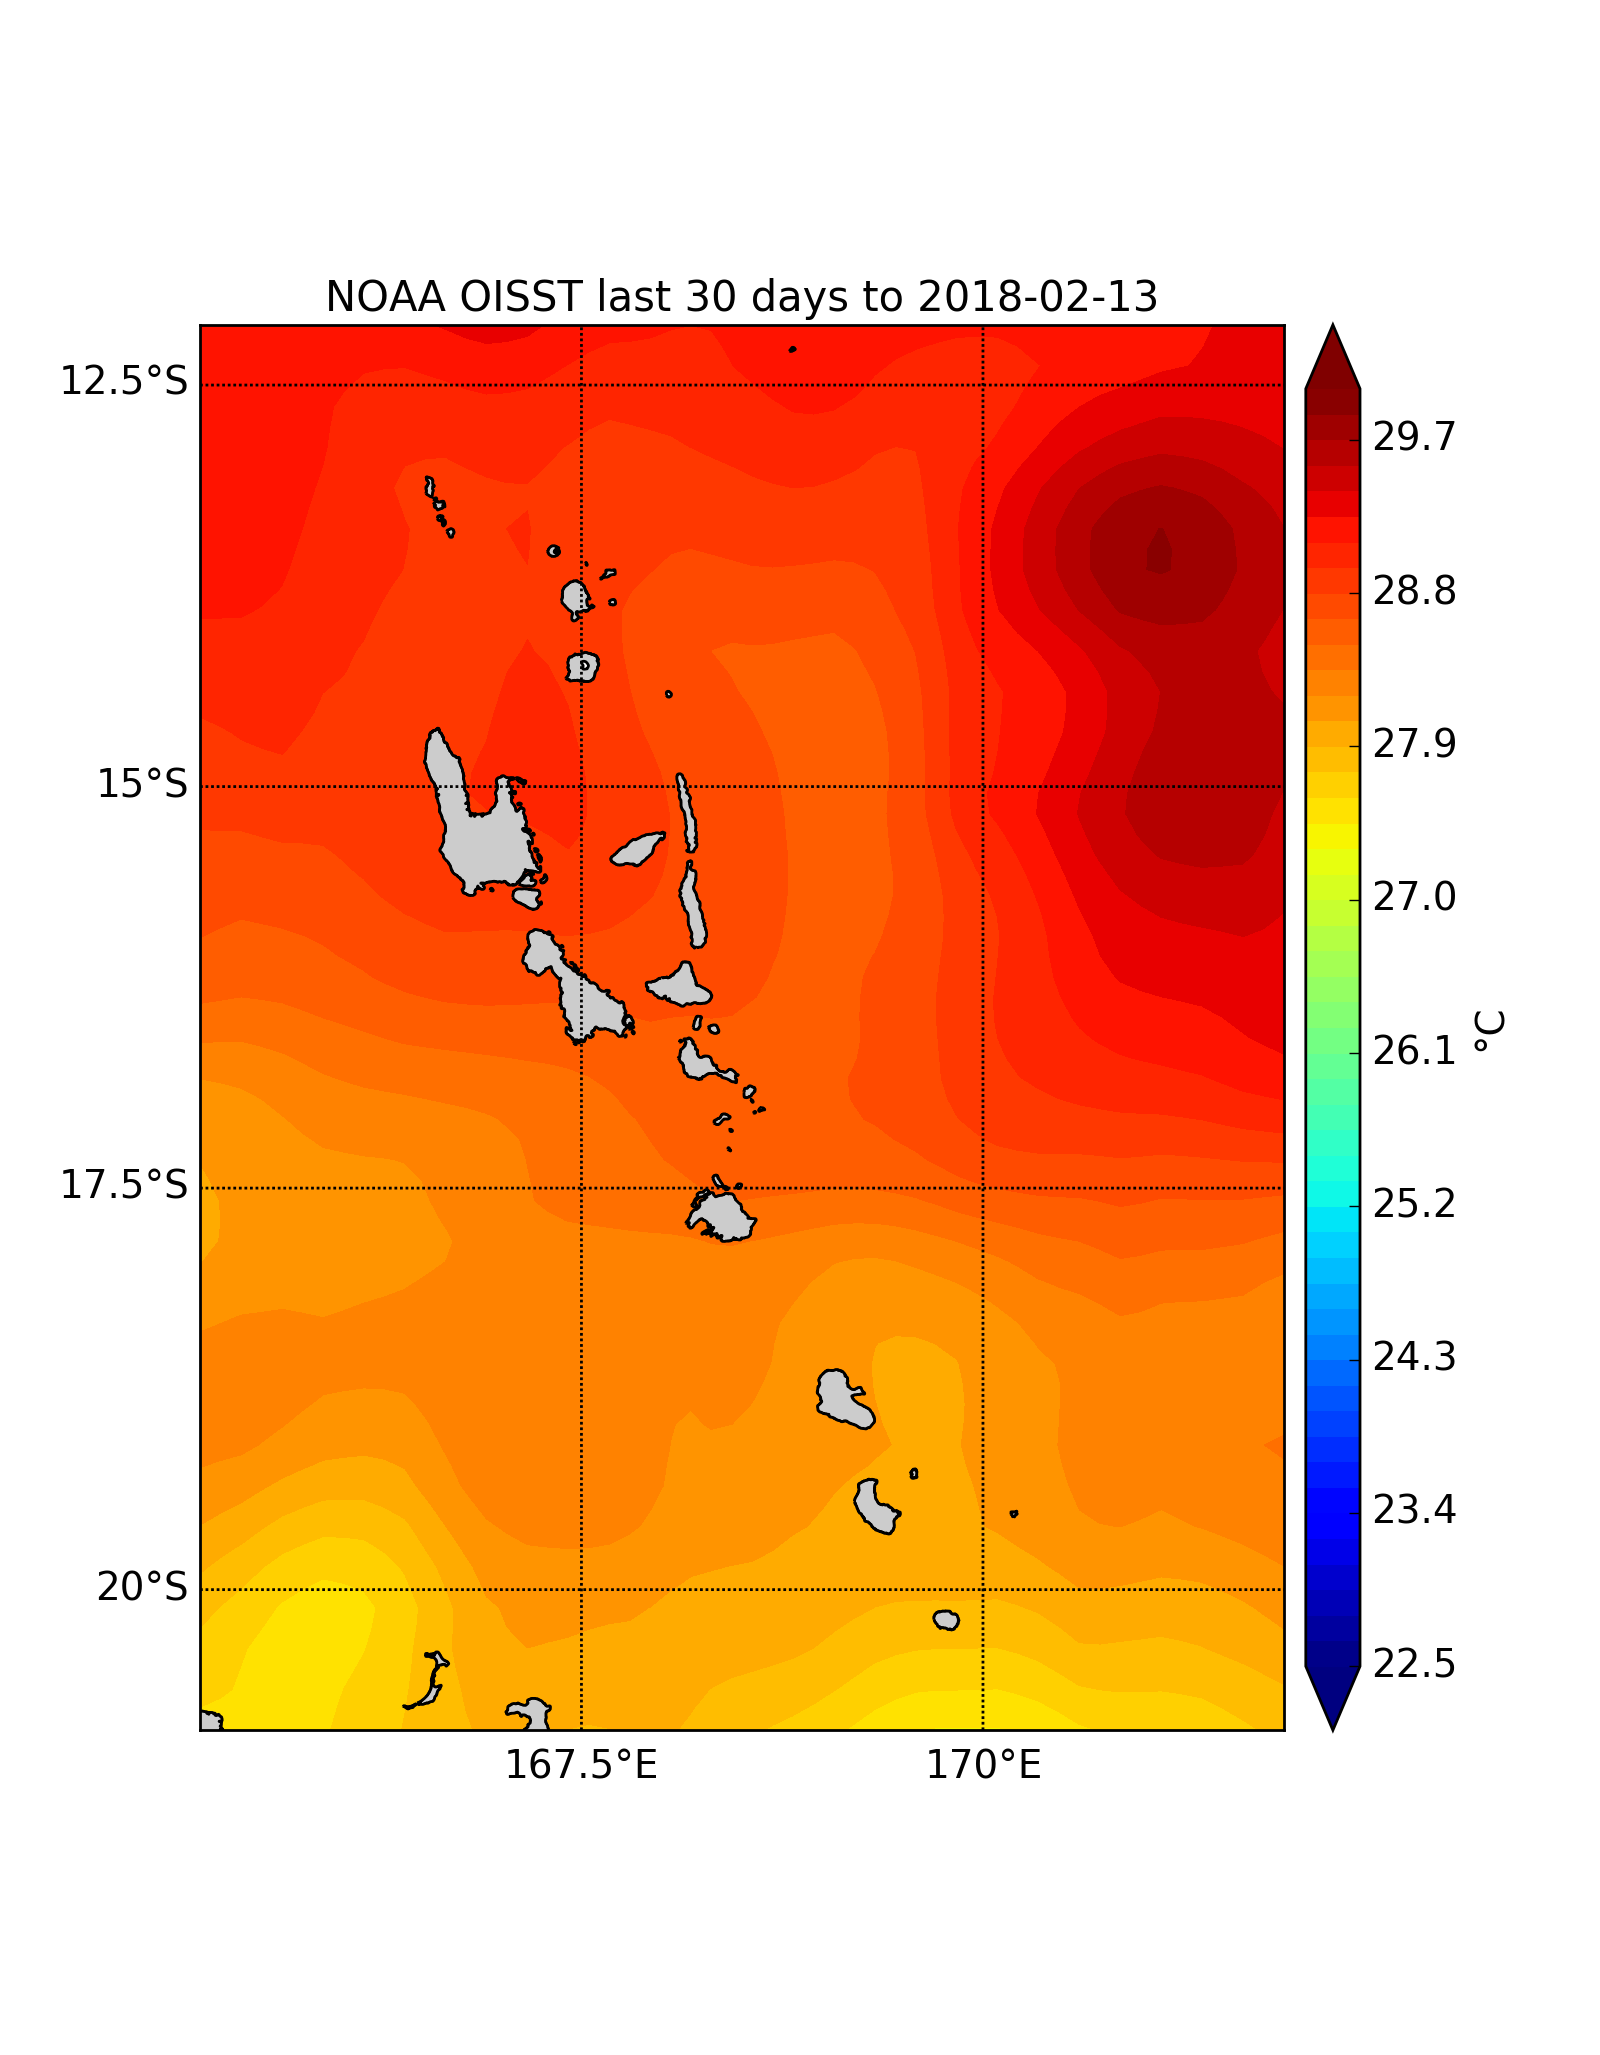 NOAA OISST last 30 days to 2018-02-13
12.5°S
15°S
17.5°S
20°S
167.5°E
170°E
29.7
28.8
27.9
27.0
26.1
25.2
24.3
23.4
22.5
°C